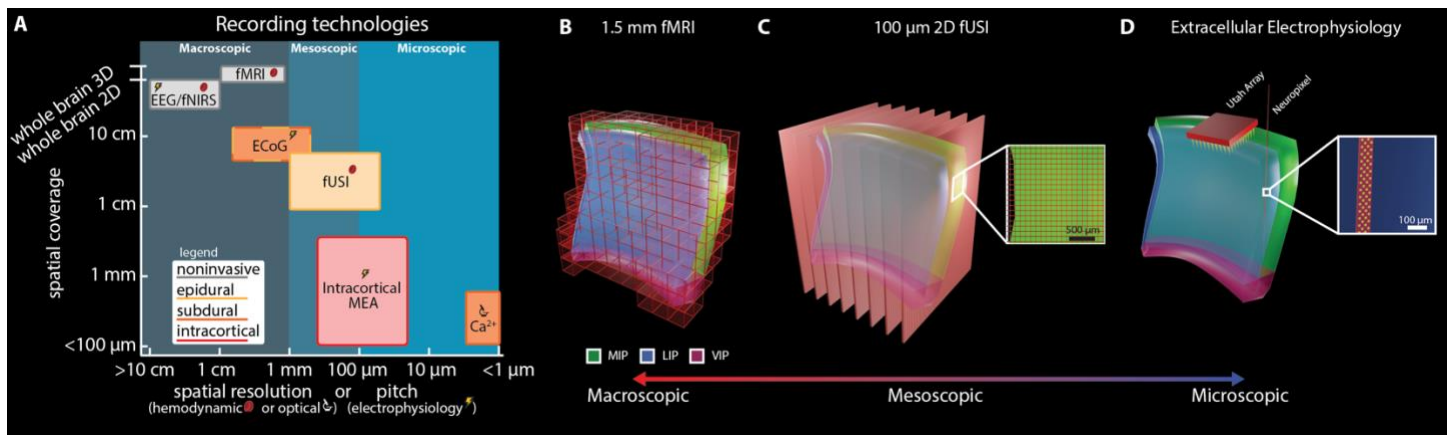 A
Recording technologies
Macroscopic
Mesoscopic
Microscopic
whole brain 3D
whole brain 2D
10 cm
1 cm
1 mm
<100 μm
spatial coverage
fMRI
EEG/fNIRS
ECoG
fUSI
Intracortical
MEA
Ca²⁺
legend
noninvasive
epidural
subdural
intracortical
>10 cm
1 cm
1 mm
100 μm
10 μm
<1 μm
spatial resolution or pitch
(hemodynamic or optical) (electrophysiology)
B
1.5 mm fMRI
C
100 μm 2D fUSI
500 μm
D
Extracellular Electrophysiology
Utah Array
Neuropixel
100 μm
MIP
LIP
VIP
Macroscopic
Mesoscopic
Microscopic